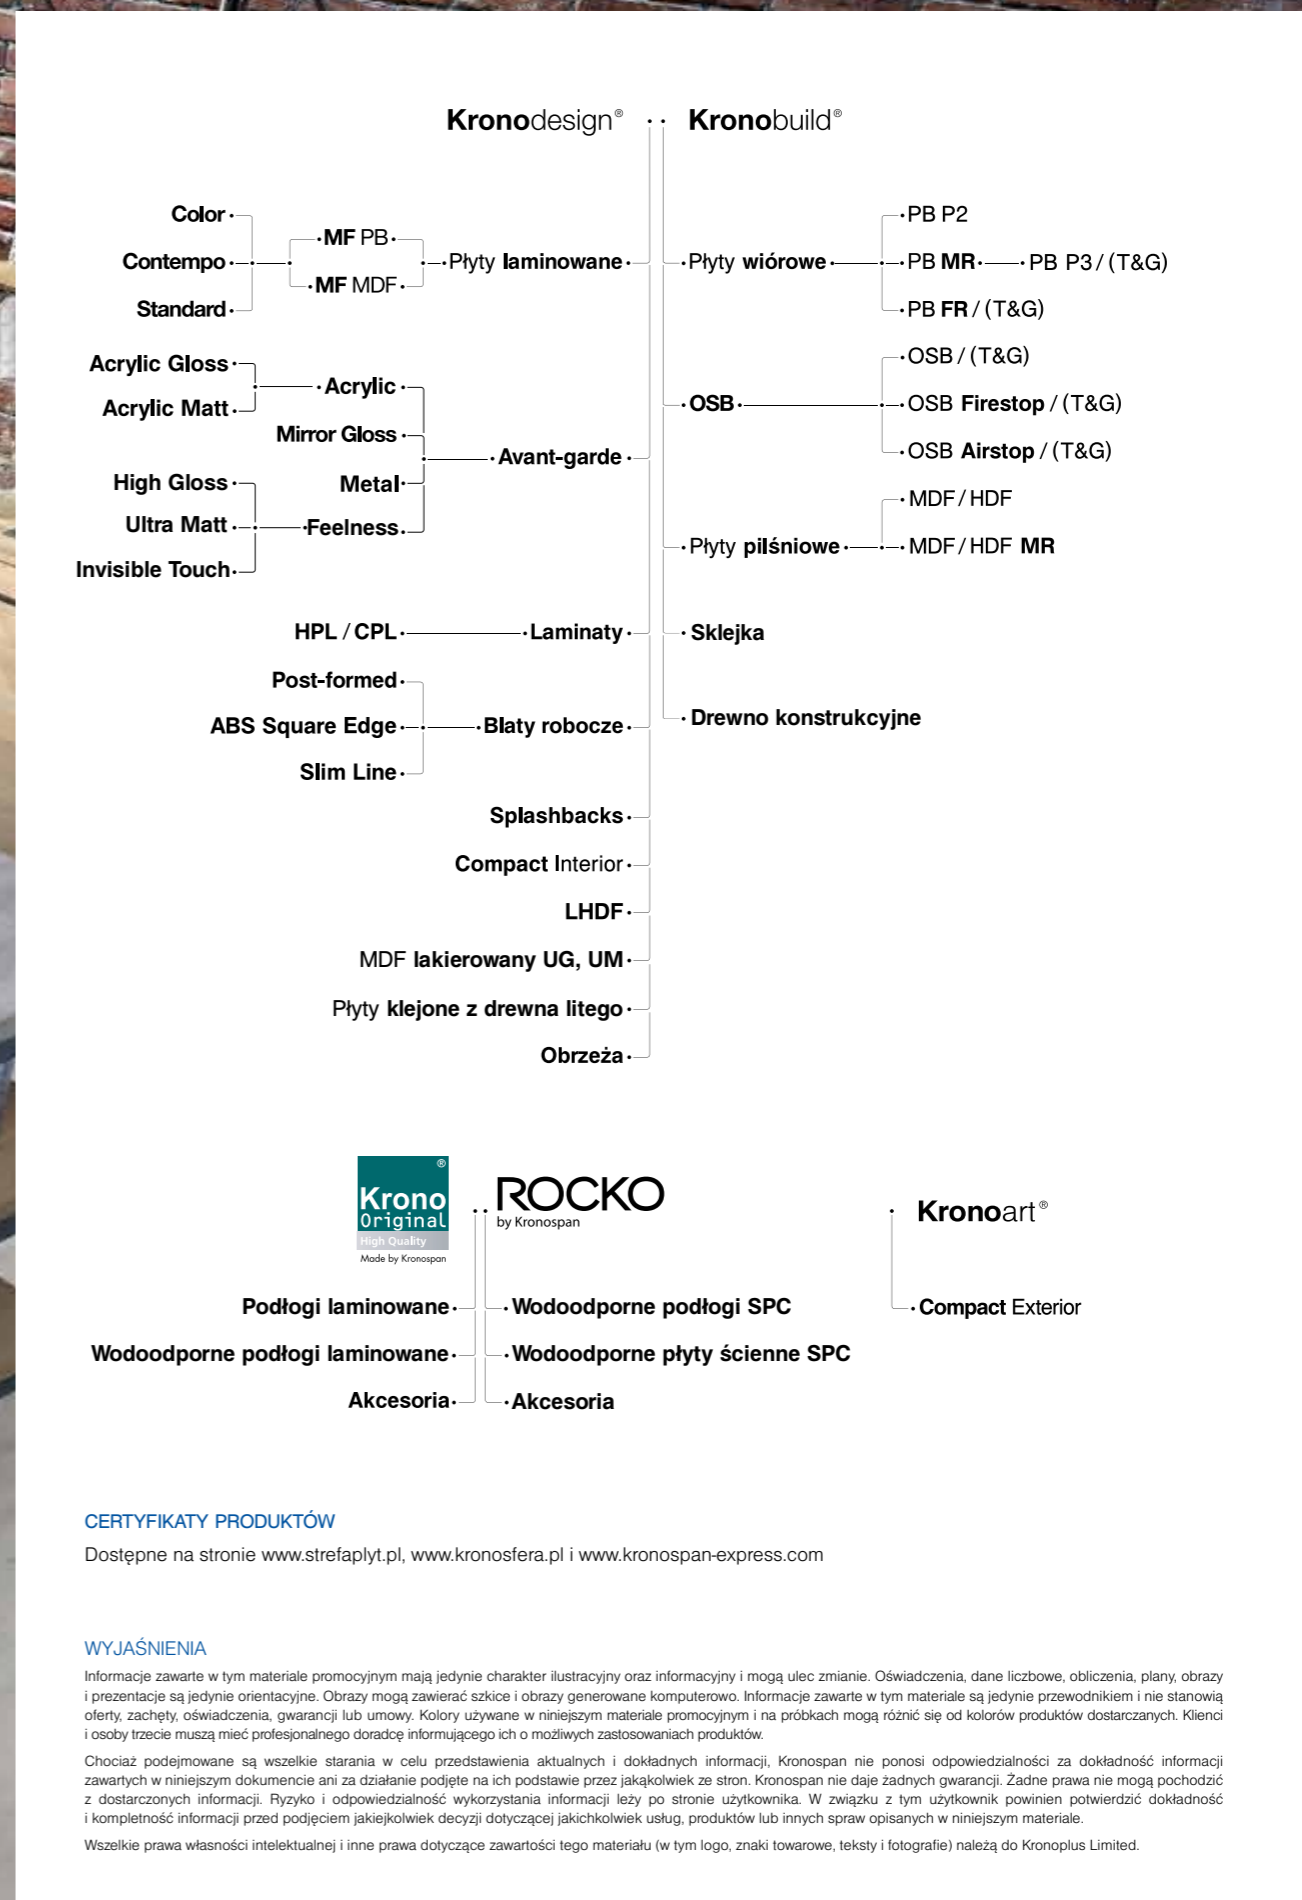 Kronodesign®
Kronobuild®
Color
Contempo
Standard
MF PB
MF MDF
Płyty laminowane
Acrylic Gloss
Acrylic Matt
Acrylic
Mirror Gloss
Metal
High Gloss
Ultra Matt
Invisible Touch
Feelness
Avant-garde
HPL / CPL
Laminaty
Post-formed
ABS Square Edge
Slim Line
Blaty robocze
Splashbacks
Compact Interior
LHDF
MDF lakierowany UG, UM
Płyty klejone z drewna litego
Obrzeża
Płyty wiórowe
PB P2
PB MR
PB P3 / (T&G)
PB FR / (T&G)
OSB
OSB / (T&G)
OSB Firestop / (T&G)
OSB Airstop / (T&G)
Płyty pilśniowe
MDF / HDF
MDF / HDF MR
Sklejka
Drewno konstrukcyjne
®
Krono
Original
High Quality
Made by Kronospan
Podłogi laminowane
Wodoodporne podłogi laminowane
Akcesoria
ROCKO
by Kronospan
Wodoodporne podłogi SPC
Wodoodporne płyty ścienne SPC
Akcesoria
Kronoart®
Compact Exterior
CERTYFIKATY PRODUKTÓW
Dostępne na stronie www.strefaplyt.pl, www.kronosfera.pl i www.kronospan-express.com
WYJAŚNIENIA
Informacje zawarte w tym materiale promocyjnym mają jedynie charakter ilustracyjny oraz informacyjny i mogą ulec zmianie. Oświadczenia, dane liczbowe, obliczenia, plany, obrazy
i prezentacje są jedynie orientacyjne. Obrazy mogą zawierać szkice i obrazy generowane komputerowo. Informacje zawarte w tym materiale są jedynie przewodnikiem i nie stanowią
oferty, zachęty, oświadczenia, gwarancji lub umowy. Kolory używane w niniejszym materiale promocyjnym i na próbkach mogą różnić się od kolorów produktów dostarczanych. Klienci
i osoby trzecie muszą mieć profesjonalnego doradcę informującego ich o możliwych zastosowaniach produktów.
Chociaż podejmowane są wszelkie starania w celu przedstawienia aktualnych i dokładnych informacji, Kronospan nie ponosi odpowiedzialności za dokładność informacji
zawartych w niniejszym dokumencie ani za działanie podjęte na ich podstawie przez jakąkolwiek ze stron. Kronospan nie daje żadnych gwarancji. Żadne prawa nie mogą pochodzić
z dostarczonych informacji. Ryzyko i odpowiedzialność wykorzystania informacji leży po stronie użytkownika. W związku z tym użytkownik powinien potwierdzić dokładność
i kompletność informacji przed podjęciem jakiejkolwiek decyzji dotyczącej jakichkolwiek usług, produktów lub innych spraw opisanych w niniejszym materiale.
Wszelkie prawa własności intelektualnej i inne prawa dotyczące zawartości tego materiału (w tym logo, znaki towarowe, teksty i fotografie) należą do Kronoplus Limited.